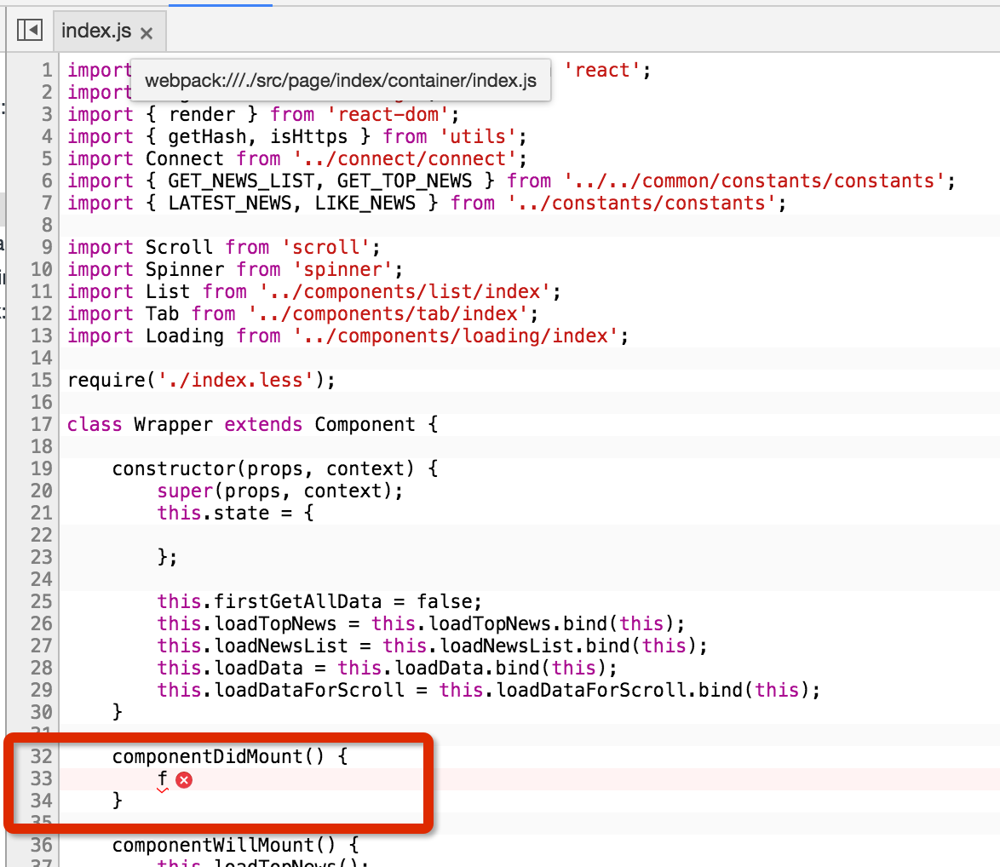 index.js ×
1 import 'react';
webpack:///./src/page/index/container/index.js
2 import
3 import { render } from 'react-dom';
4 import { getHash, isHttps } from 'utils';
5 import Connect from '../connect/connect';
6 import { GET_NEWS_LIST, GET_TOP_NEWS } from '../../common/constants/constants';
7 import { LATEST_NEWS, LIKE_NEWS } from '../constants/constants';
8
9 import Scroll from 'scroll';
10 import Spinner from 'spinner';
11 import List from '../components/list/index';
12 import Tab from '../components/tab/index';
13 import Loading from '../components/loading/index';
14
15 require('./index.less');
16
17 class Wrapper extends Component {
18
19 constructor(props, context) {
20 super(props, context);
21 this.state = {
22
23 };
24
25 this.firstGetAllData = false;
26 this.loadTopNews = this.loadTopNews.bind(this);
27 this.loadNewsList = this.loadNewsList.bind(this);
28 this.loadData = this.loadData.bind(this);
29 this.loadDataForScroll = this.loadDataForScroll.bind(this);
30 }
31
32 componentDidMount() {
33 f
34 }
35
36 componentWillMount() {
37 this.loadTopNews();